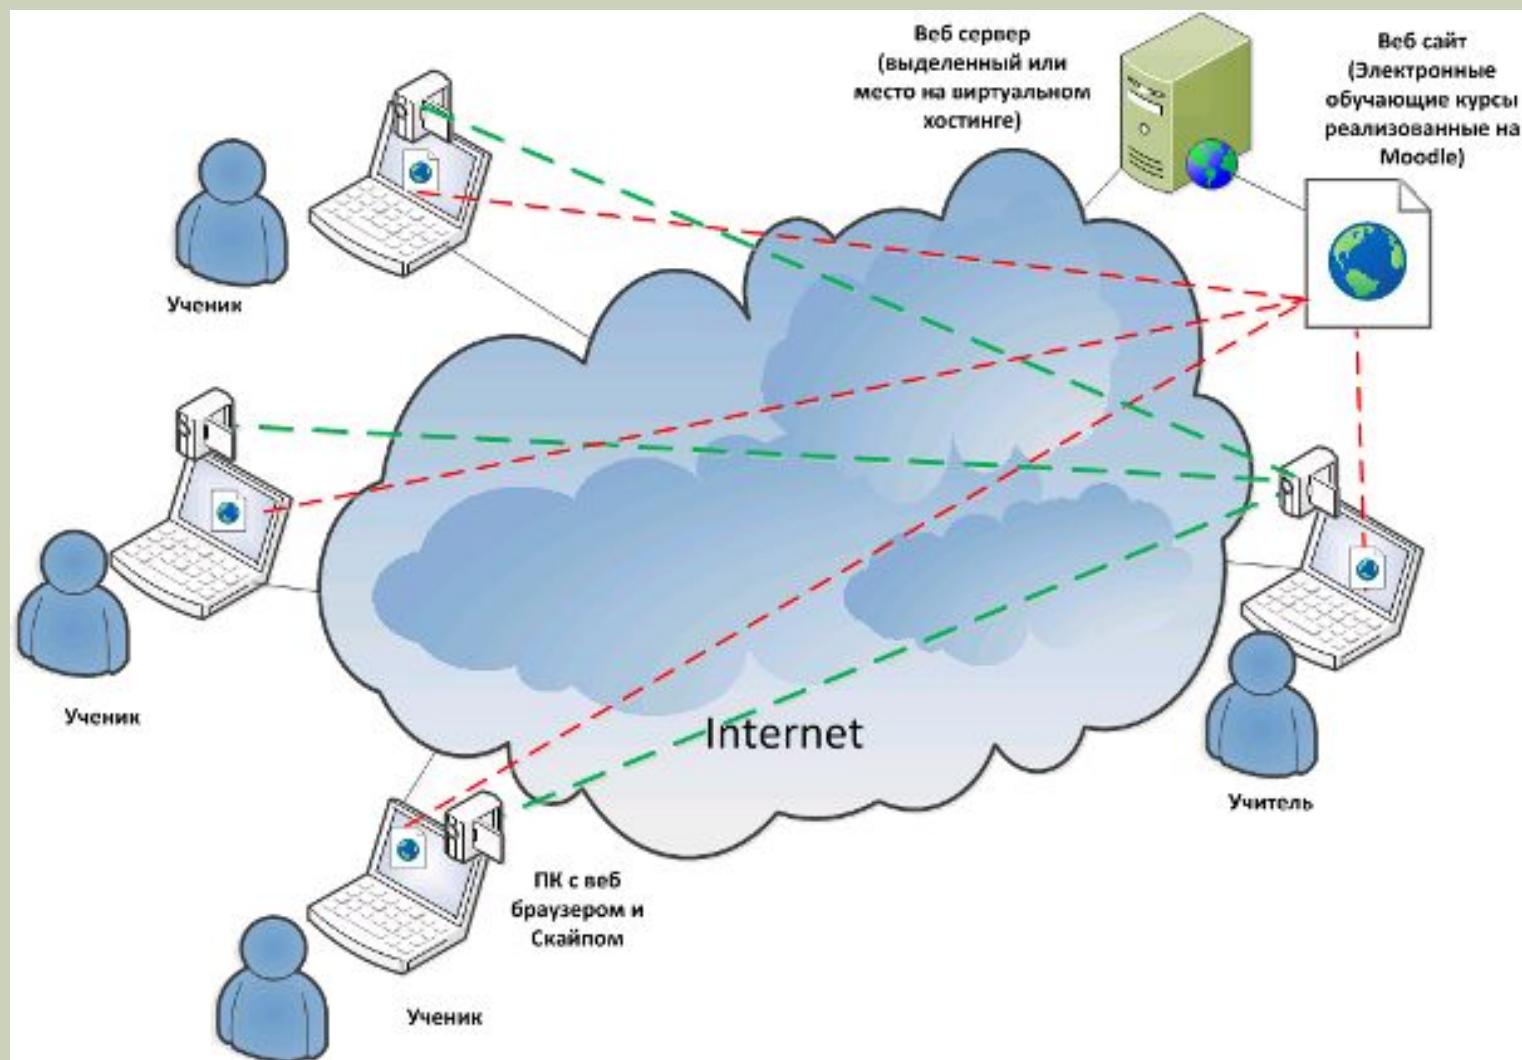 Веб сервер
(выделенный или
место на виртуальном
хостинге)
Веб сайт
(Электронные
обучающие курсы
реализованные на
Moodle)
Ученик
Ученик
Internet
Учитель
ПК с веб
браузером и
Скайпом
Ученик